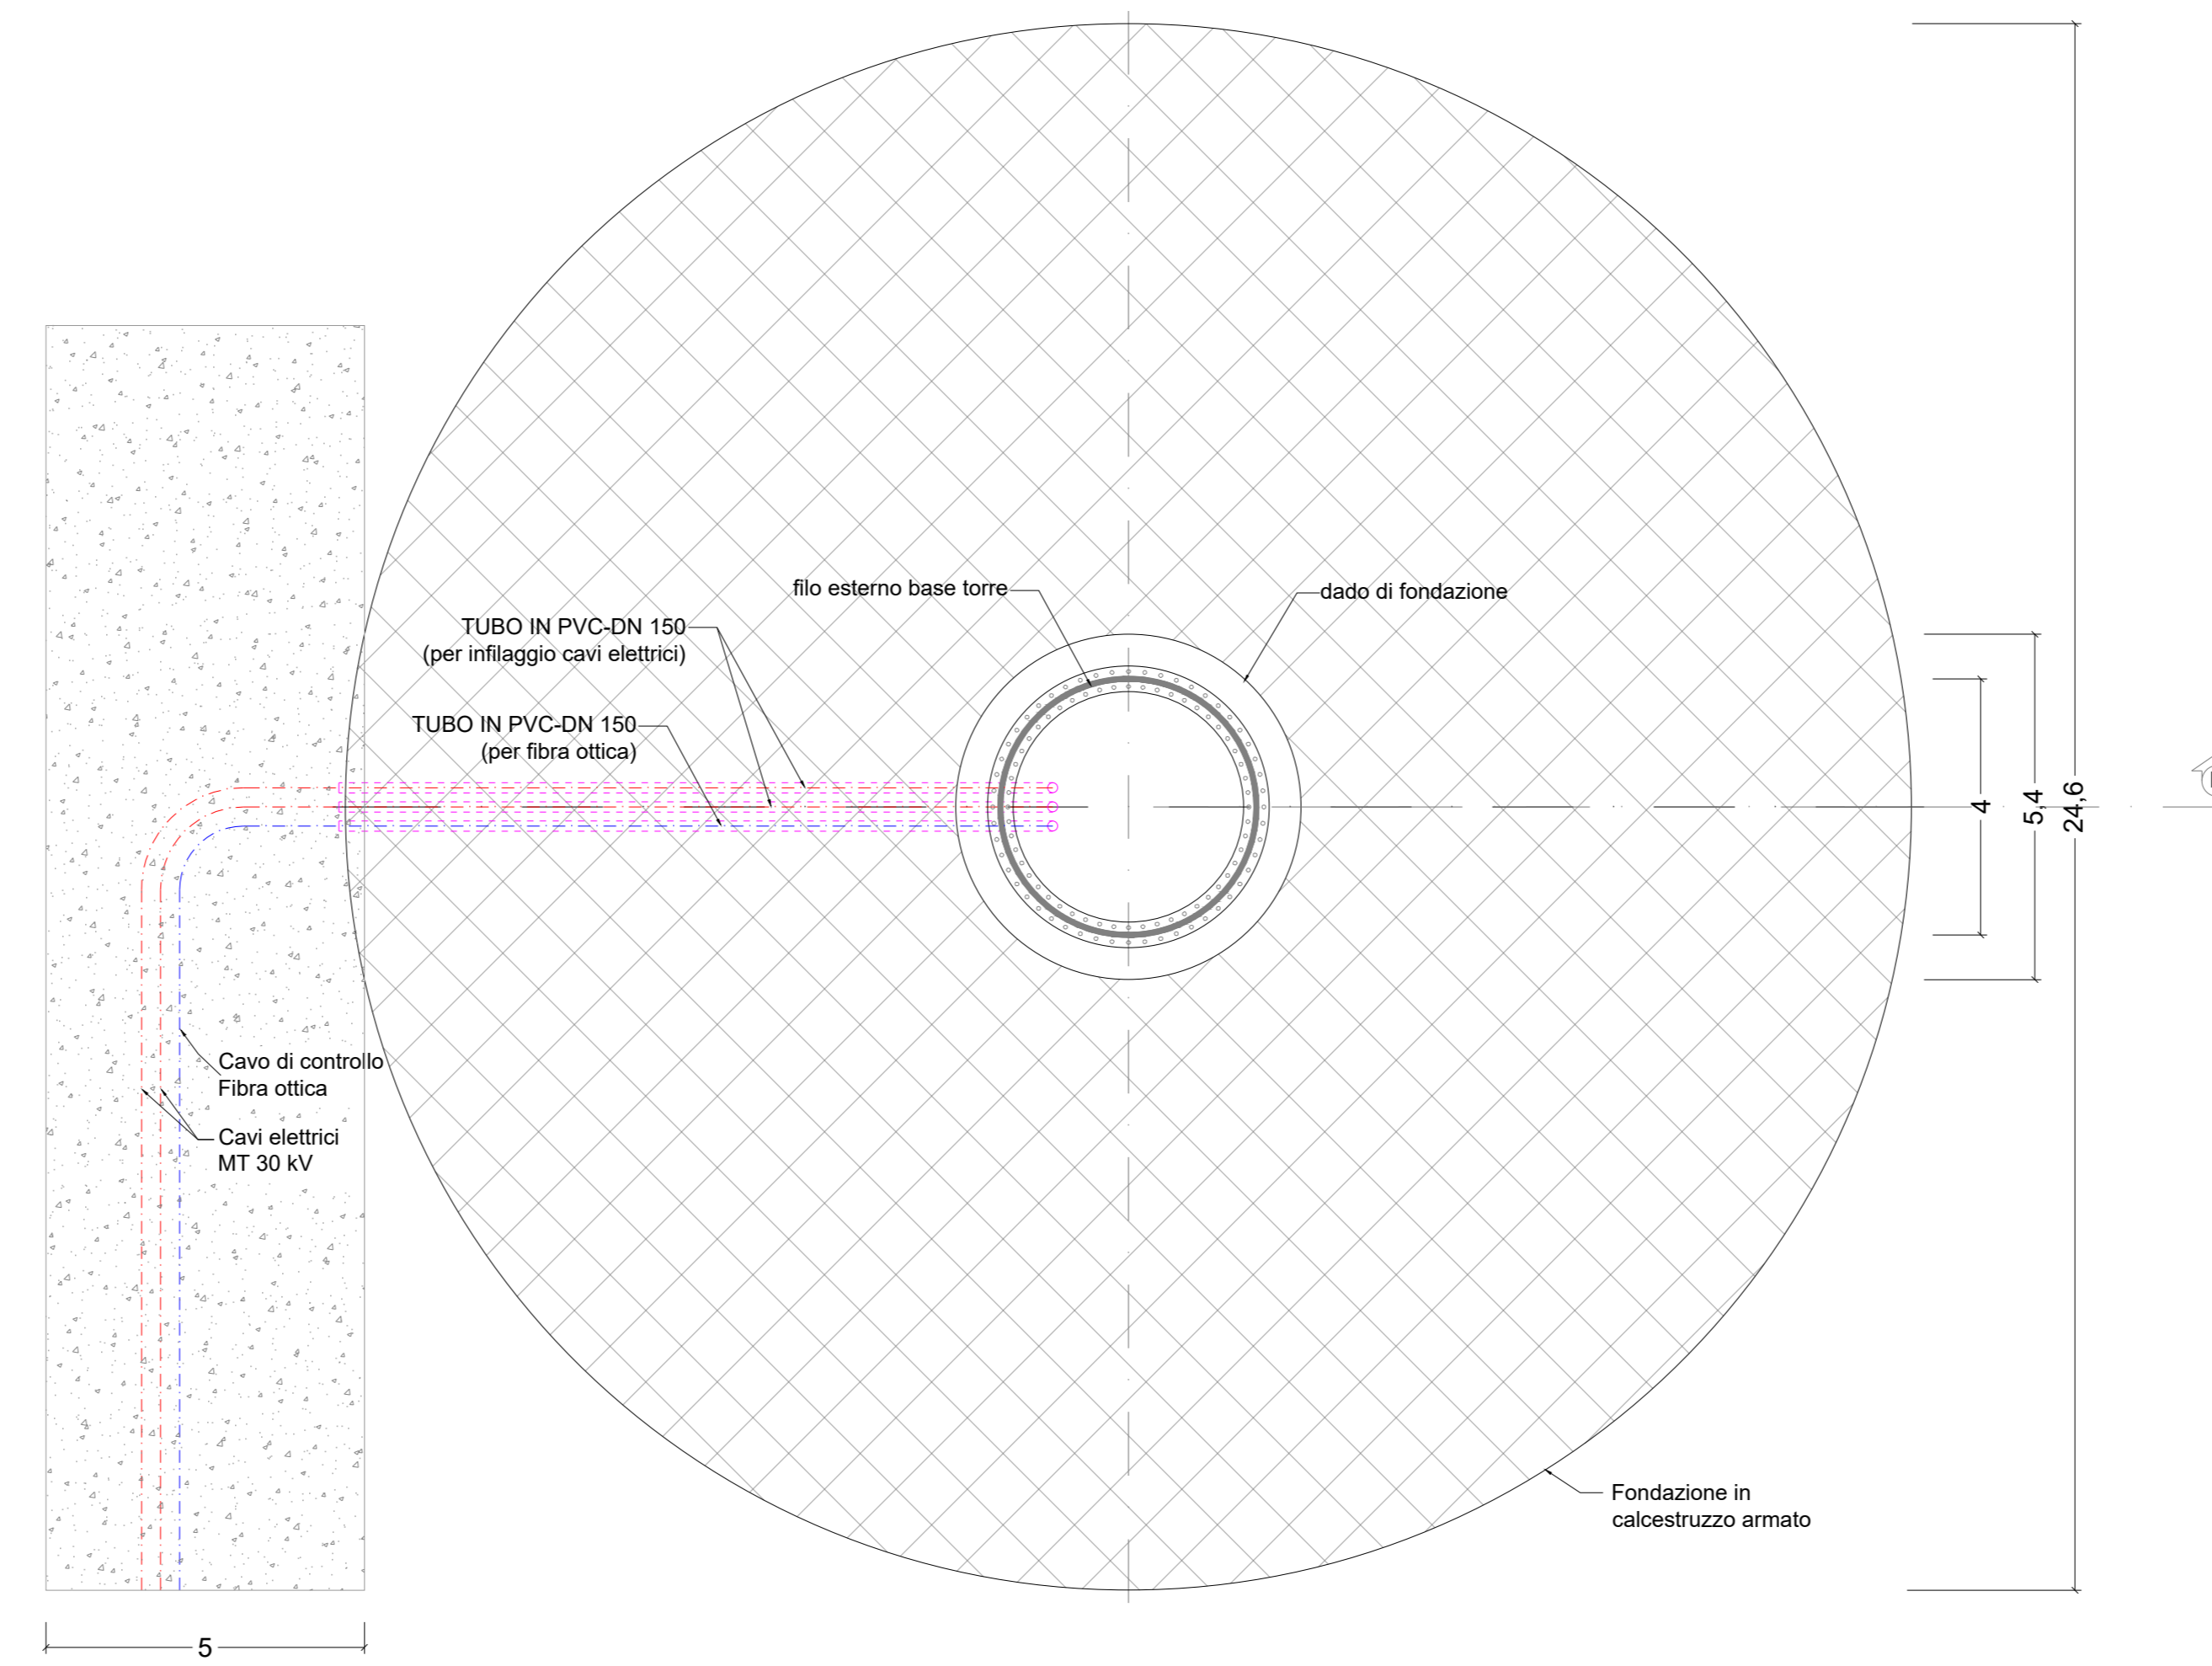 filo esterno base torre
dado di fondazione
TUBO IN PVC-DN 150
(per infilaggio cavi elettrici)
TUBO IN PVC-DN 150
(per fibra ottica)
4
5,4
24,6
Cavo di controllo
Fibra ottica
Cavi elettrici
MT 30 kV
Fondazione in
calcestruzzo armato
5